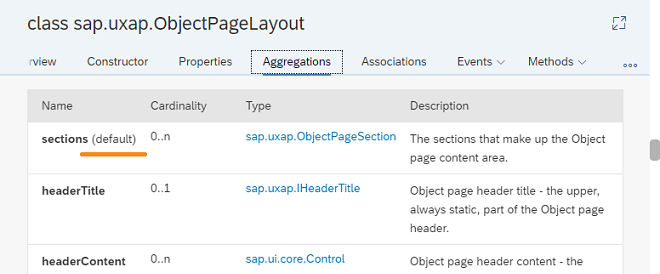 class sap.uxap.ObjectPageLayout
rview Constructor Properties Aggregations Associations Events Methods
Name Cardinality Type Description
sections (default) 0..n sap.uxap.ObjectPageSection The sections that make up the Object
page content area.
headerTitle 0..1 sap.uxap.IHeaderTitle Object page header title - the upper,
always static, part of the Object page
header.
headerContent 0..n sap.ui.core.Control Object page header content - the